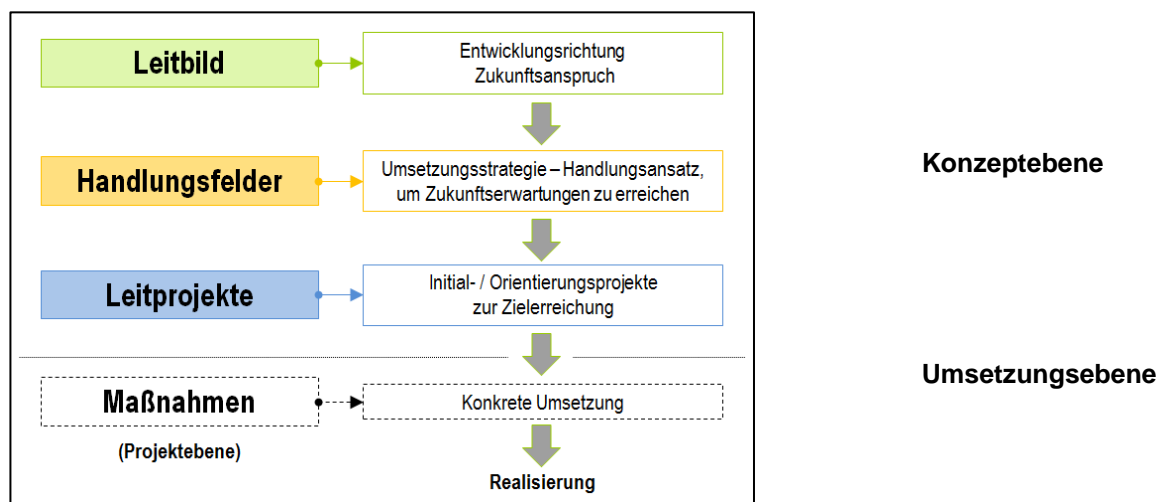 Leitbild
Entwicklungsrichtung
Zukunftsanspruch
Handlungsfelder
Umsetzungsstrategie – Handlungsansatz,
um Zukunftserwartungen zu erreichen
Konzeptebene
Leitprojekte
Initial- / Orientierungsprojekte
zur Zielerreichung
Umsetzungsebene
Maßnahmen
(Projektebene)
Konkrete Umsetzung
Realisierung